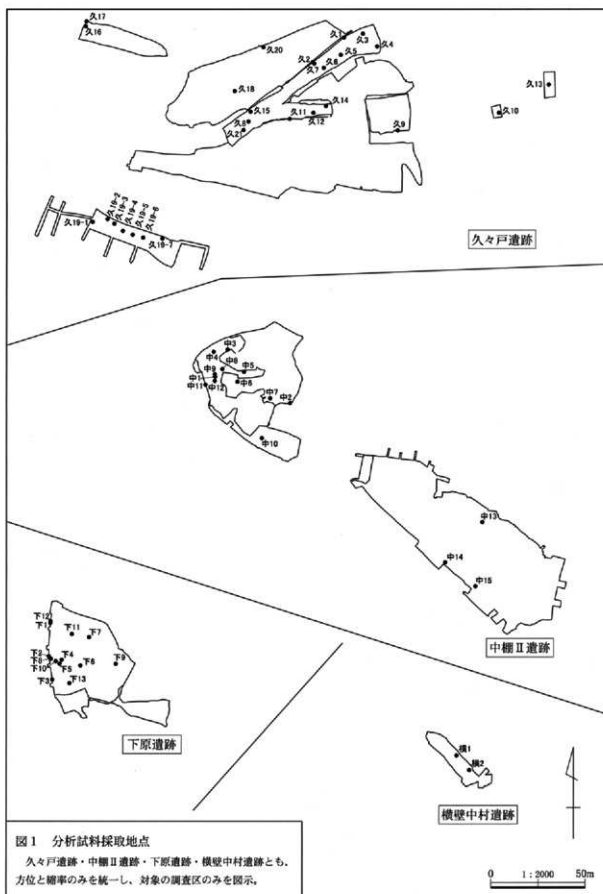 久17
久16
久20
久1
久3
久4
久2
久5
久7
久6
久18
久13
久10
久15
久14
久11
久12
久8
久21
久9
久19-1
久19-2
久19-3
久19-4
久19-5
久19-6
久19-7
久々戸遺跡
中3
中4
中8
中9
中5
中1
中6
中11
中12
中7
中2
中10
中13
中14
中15
中棚Ⅱ遺跡
下12
下1
下11
下7
下2
下8
下4
下10
下5
下6
下9
下3
下13
下原遺跡
横1
横2
横壁中村遺跡
図1 分析試料採取地点
久々戸遺跡・中棚Ⅱ遺跡・下原遺跡・横壁中村遺跡とも、
方位と縮率のみを統一し、対象の調査区のみを図示。
0 1:2000 50m